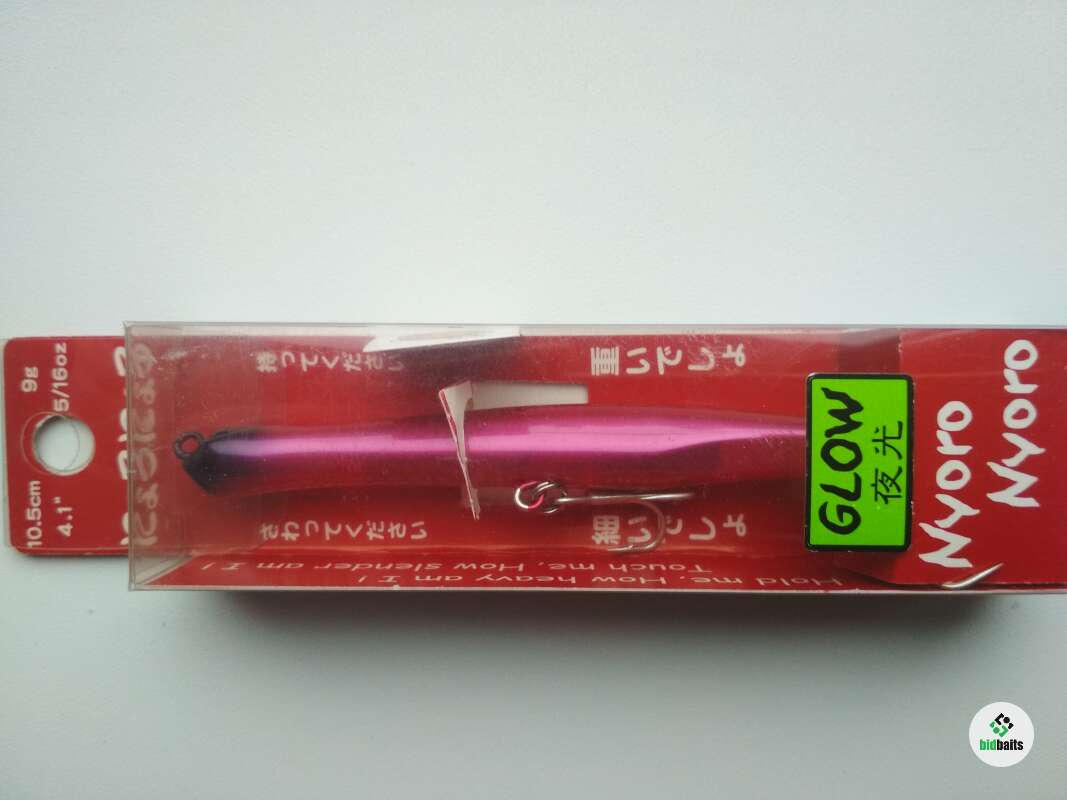 9g
5/16oz
10.5cm
4.1"
にょろにょろ
持ってください
重いでしょ
さわってください
細いでしょ
GLOW
夜光
Nyoro
Nyoro
Hold me, How heavy am I!
Touch me, How slender am I!
bidbaits